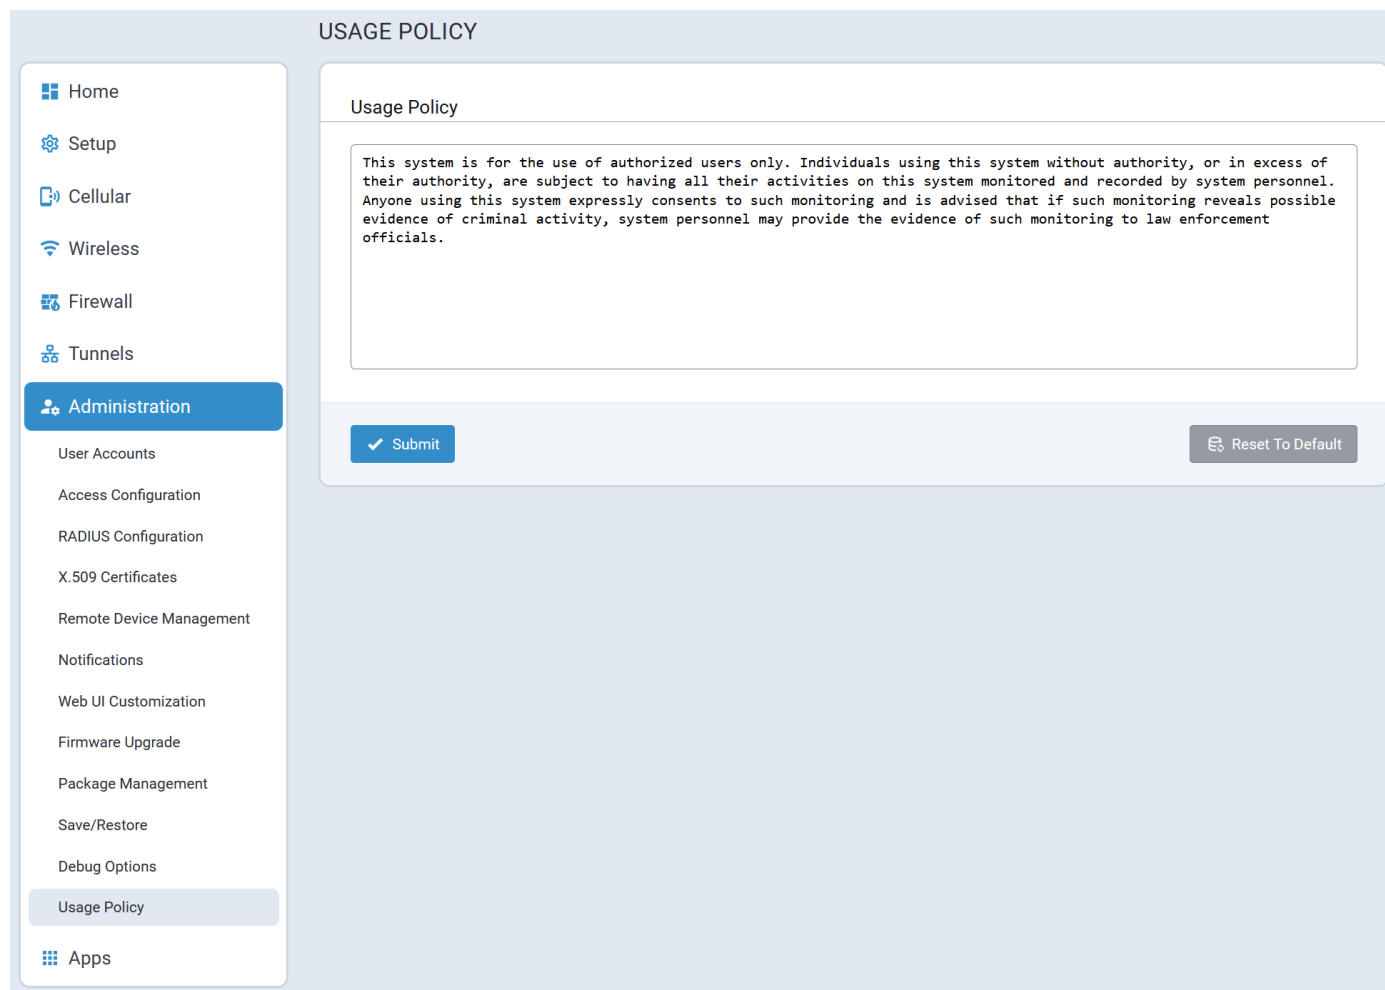 USAGE POLICY
Home
Setup
Cellular
Wireless
Firewall
Tunnels
Administration
User Accounts
Access Configuration
RADIUS Configuration
X.509 Certificates
Remote Device Management
Notifications
Web UI Customization
Firmware Upgrade
Package Management
Save/Restore
Debug Options
Usage Policy
Apps
Usage Policy
This system is for the use of authorized users only. Individuals using this system without authority, or in excess of
their authority, are subject to having all their activities on this system monitored and recorded by system personnel.
Anyone using this system expressly consents to such monitoring and is advised that if such monitoring reveals possible
evidence of criminal activity, system personnel may provide the evidence of such monitoring to law enforcement
officials.
Submit
Reset To Default